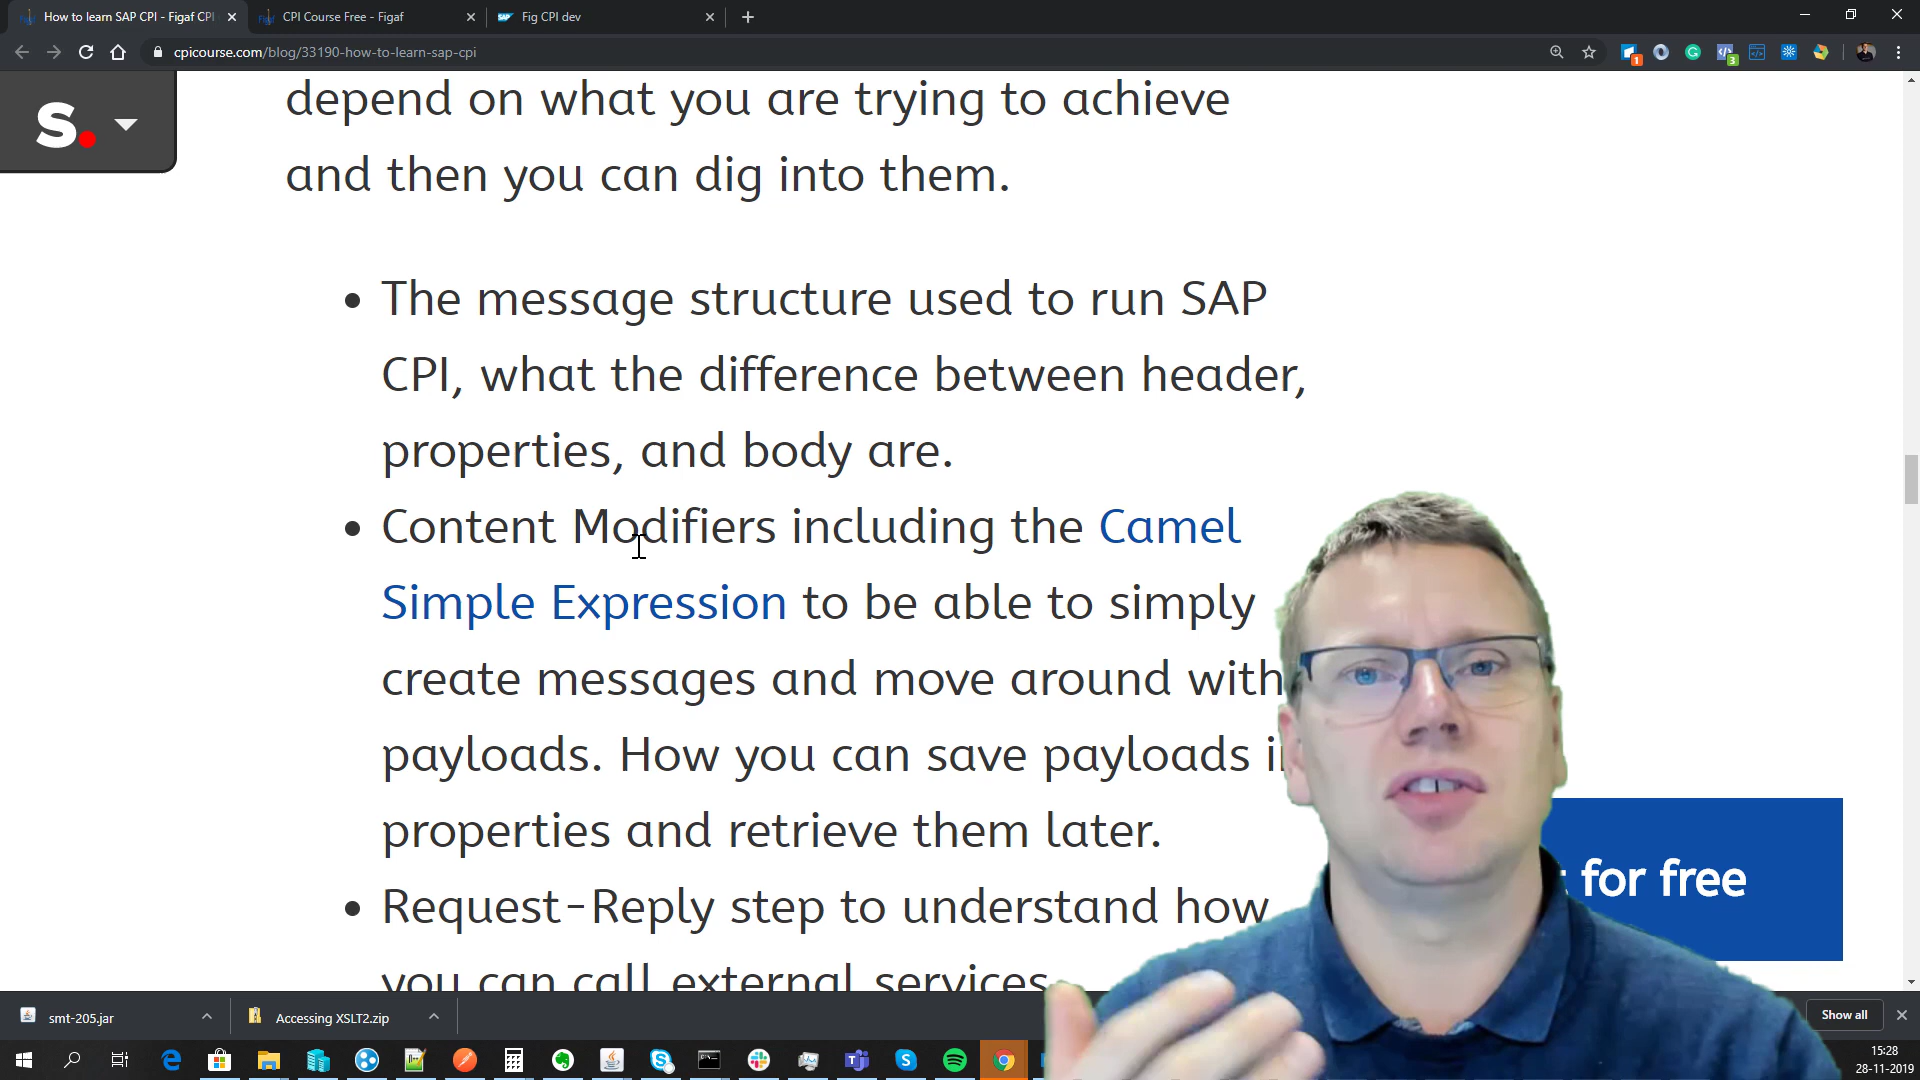 How to learn SAP CPI - Figaf CPI
CPI Course Free - Figaf
Fig CPI dev
cpicourse.com/blog/33190-how-to-learn-sap-cpi
1
3
S.
depend on what you are trying to achieve
and then you can dig into them.
The message structure used to run SAP
CPI, what the difference between header,
properties, and body are.
Content Modifiers including the Camel
Simple Expression to be able to simply
create messages and move around with
payloads. How you can save payloads
properties and retrieve them later.
for free
Request-Reply step to understand how
you can call external services.
smt-205.jar
Accessing XSLT2.zip
Show all
15:28
28-11-2019